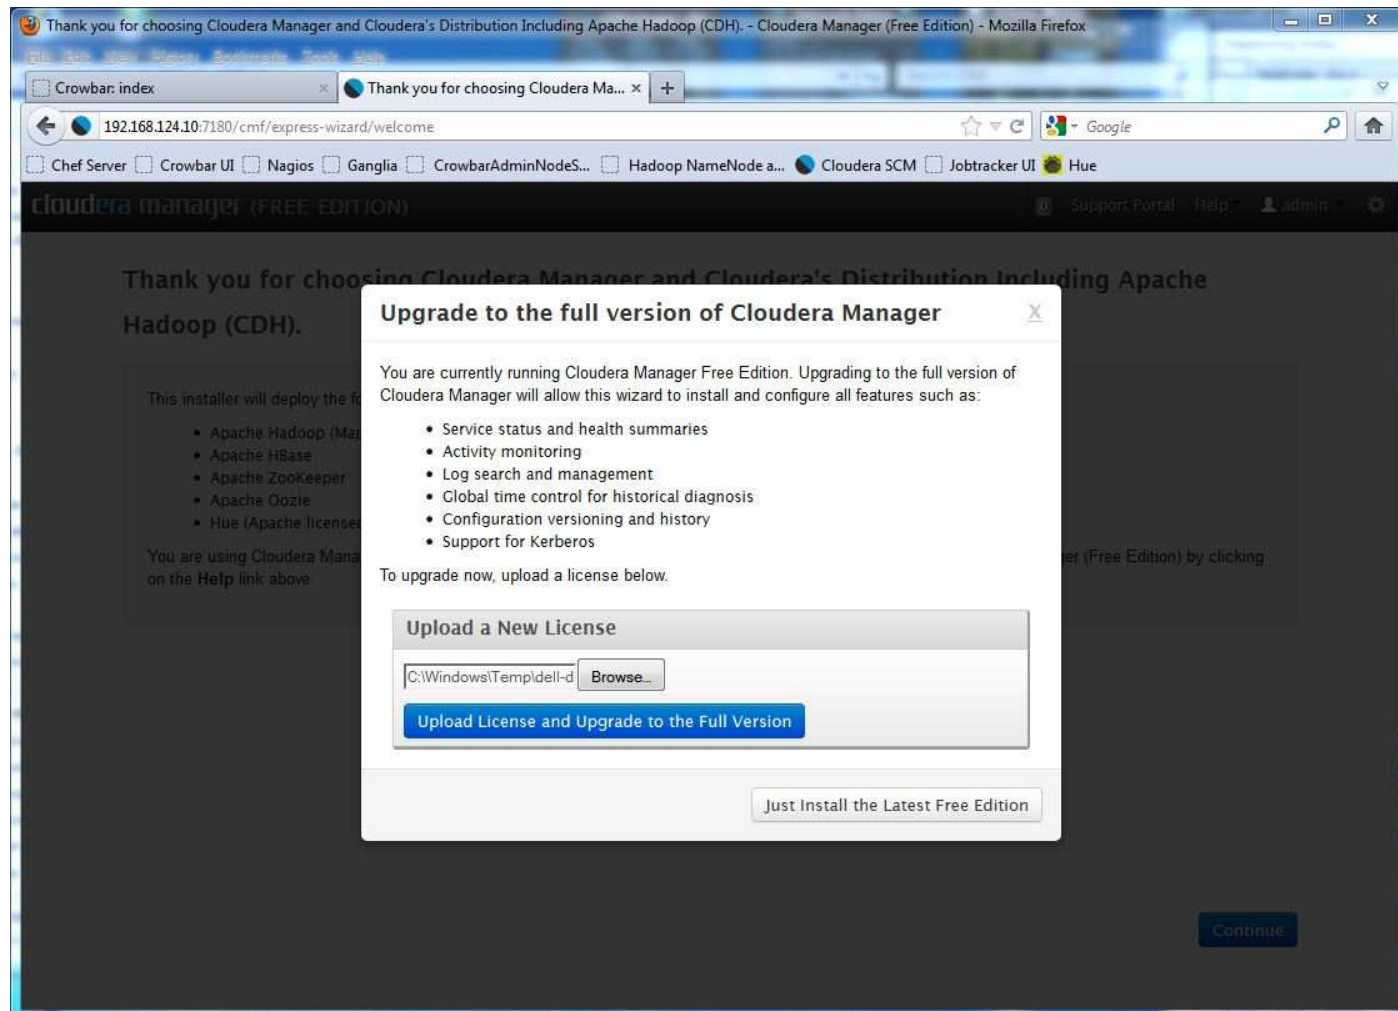 Thank you for choosing Cloudera Manager and Cloudera's Distribution Including Apache Hadoop (CDH). - Cloudera Manager (Free Edition) - Mozilla Firefox
File Edit View History Bookmarks Tools Help
Crowbar: index
Thank you for choosing Cloudera Ma...
192.168.124.10:7180/cmf/express-wizard/welcome
Google
Chef Server Crowbar UI Nagios Ganglia CrowbarAdminNodeS... Hadoop NameNode a... Cloudera SCM Jobtracker UI Hue
cloudera manager (FREE EDITION)
Support Portal Help admin
Thank you for choosing Cloudera Manager and Cloudera's Distribution Including Apache
Hadoop (CDH).
Upgrade to the full version of Cloudera Manager X
You are currently running Cloudera Manager Free Edition. Upgrading to the full version of
Cloudera Manager will allow this wizard to install and configure all features such as:
• Service status and health summaries
• Activity monitoring
• Log search and management
• Global time control for historical diagnosis
• Configuration versioning and history
• Support for Kerberos
To upgrade now, upload a license below.
Upload a New License
C:\Windows\Temp\dell-d Browse...
Upload License and Upgrade to the Full Version
Just Install the Latest Free Edition
This installer will deploy the
• Apache Hadoop
• Apache HBase
• Apache ZooKeeper
• Apache Oozie
• Hue (Apache licensed
You are using Cloudera (Free Edition) by clicking
on the Help link above
Continue